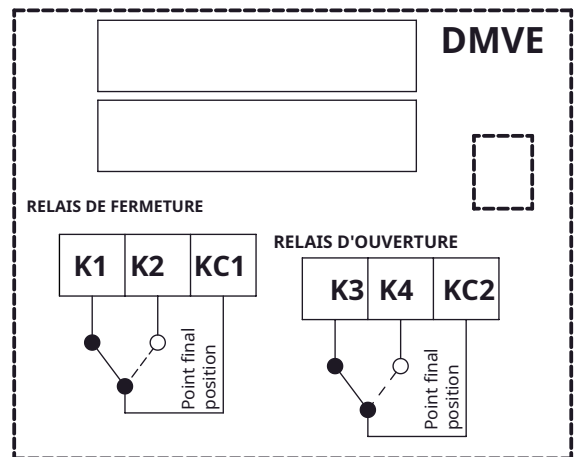 DMVE
RELAIS DE FERMETURE
K1 K2 KC1
Point final
position
RELAIS D'OUVERTURE
K3 K4 KC2
Point final
position